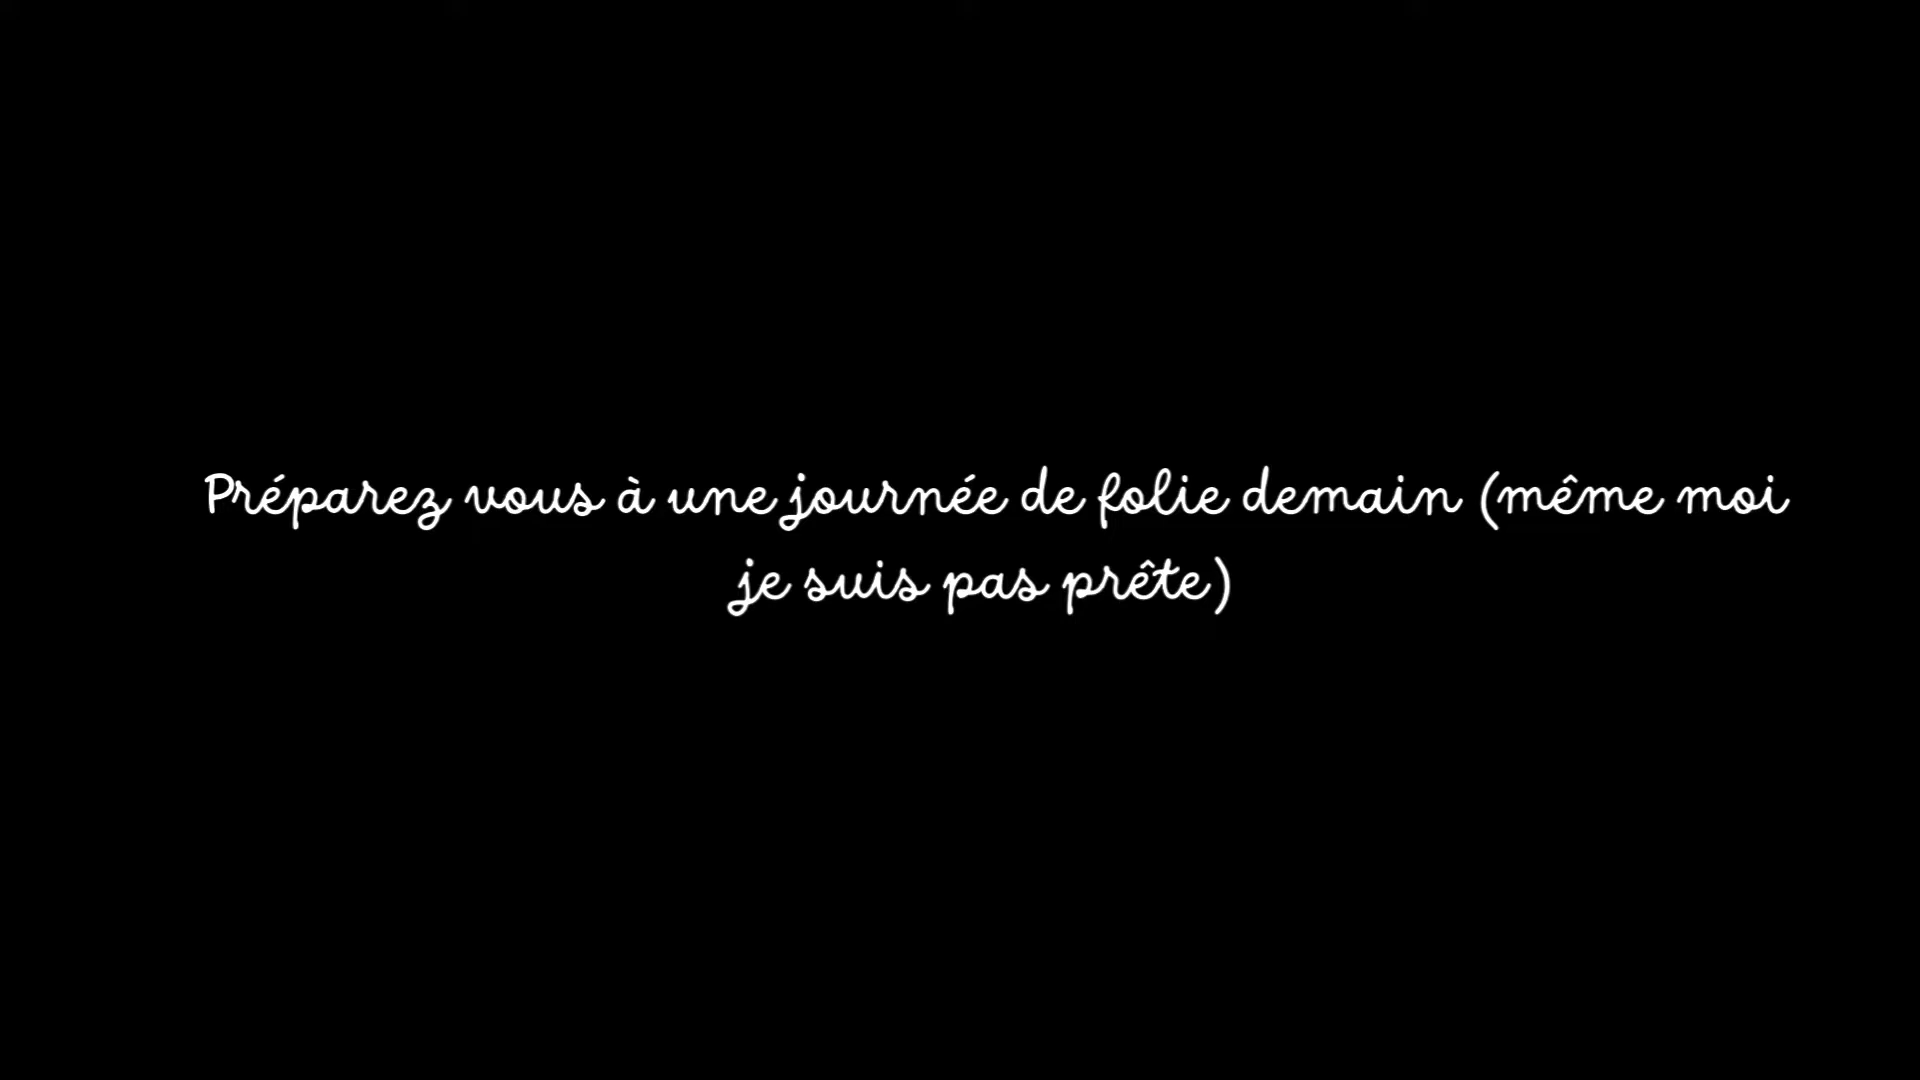 Préparez vous à une journée de folie demain (même moi
je suis pas prête)